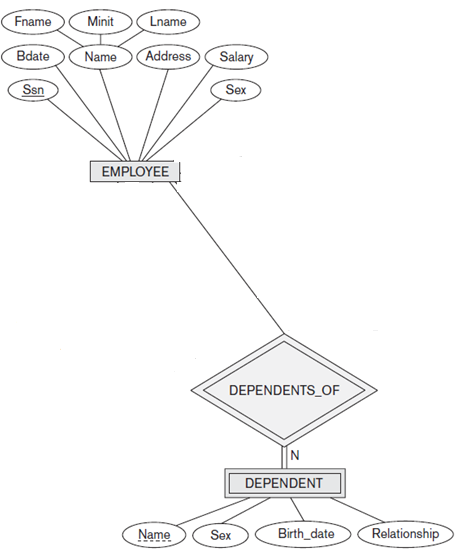 Fname Minit Lname
Bdate Name Address Salary
Ssn Sex
EMPLOYEE
DEPENDENTS_OF
N
DEPENDENT
Name Sex Birth_date Relationship